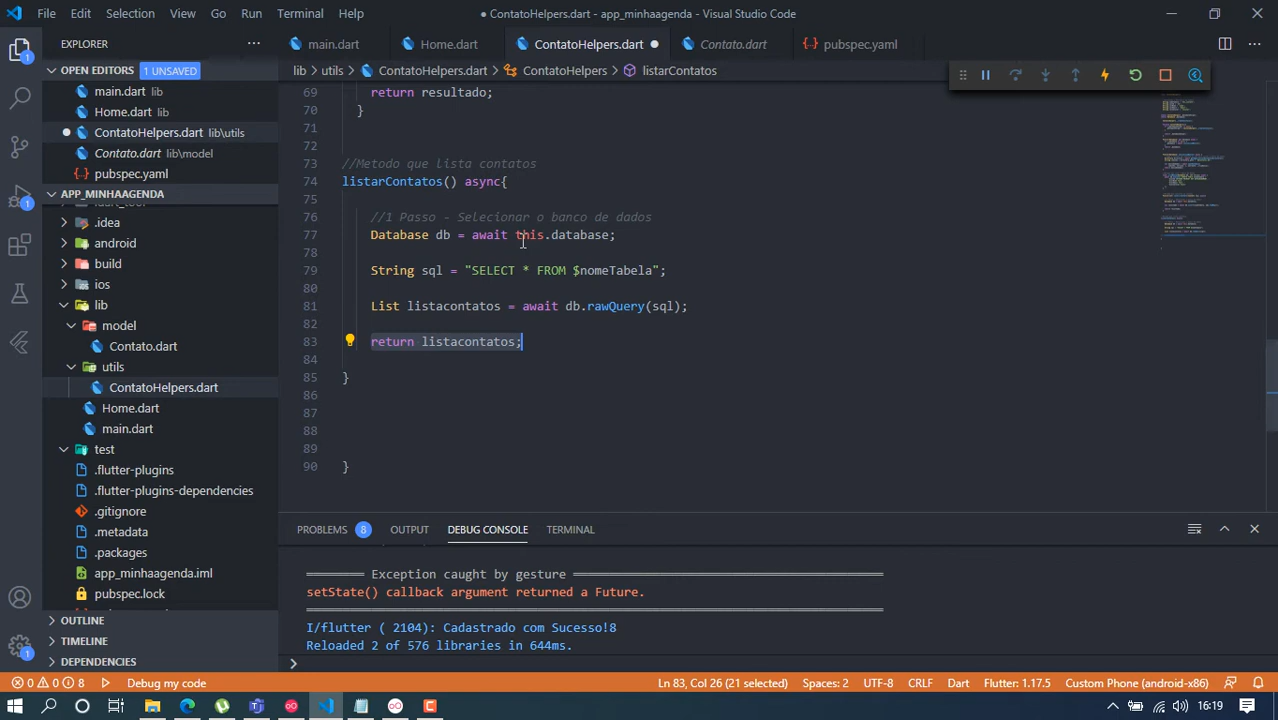 File Edit Selection View Go Run Terminal Help
● ContatoHelpers.dart - app_minhaagenda - Visual Studio Code
EXPLORER
main.dart Home.dart ContatoHelpers.dart Contato.dart pubspec.yaml
OPEN EDITORS 1 UNSAVED
lib utils ContatoHelpers.dart ContatoHelpers listarContatos
main.dart lib
Home.dart lib
ContatoHelpers.dart lib\utils
Contato.dart lib\model
pubspec.yaml
APP_MINHAAGENDA
.idea
android
build
ios
lib
model
Contato.dart
utils
ContatoHelpers.dart
Home.dart
main.dart
test
.flutter-plugins
.flutter-plugins-dependencies
.gitignore
.metadata
.packages
app_minhaagenda.iml
pubspec.lock
OUTLINE
TIMELINE
DEPENDENCIES
69 return resultado;
70 }
71
72
73 //Metodo que Listarcontatos
74 listarContatos() async{
75
76 //1 Passo - Selecionar o banco de dados
77 Database db =await this.database;
78
79 String sql = "SELECT * FROM $nomeTabela";
80
81 List listacontatos = await db.rawQuery(sql);
82
83 return listacontatos;
84
85 }
86
87
88
89
90 }
PROBLEMS 8 OUTPUT DEBUG CONSOLE TERMINAL
Exception caught by gesture
setState() callback argument returned a Future.
I/flutter ( 2104): Cadastrado com Sucesso!8
Reloaded 2 of 576 libraries in 644ms.
0 0 8 Debug my code Ln 83, Col 26 (21 selected) Spaces: 2 UTF-8 CRLF Dart Flutter: 1.17.5 Custom Phone (android-x86)
16:19